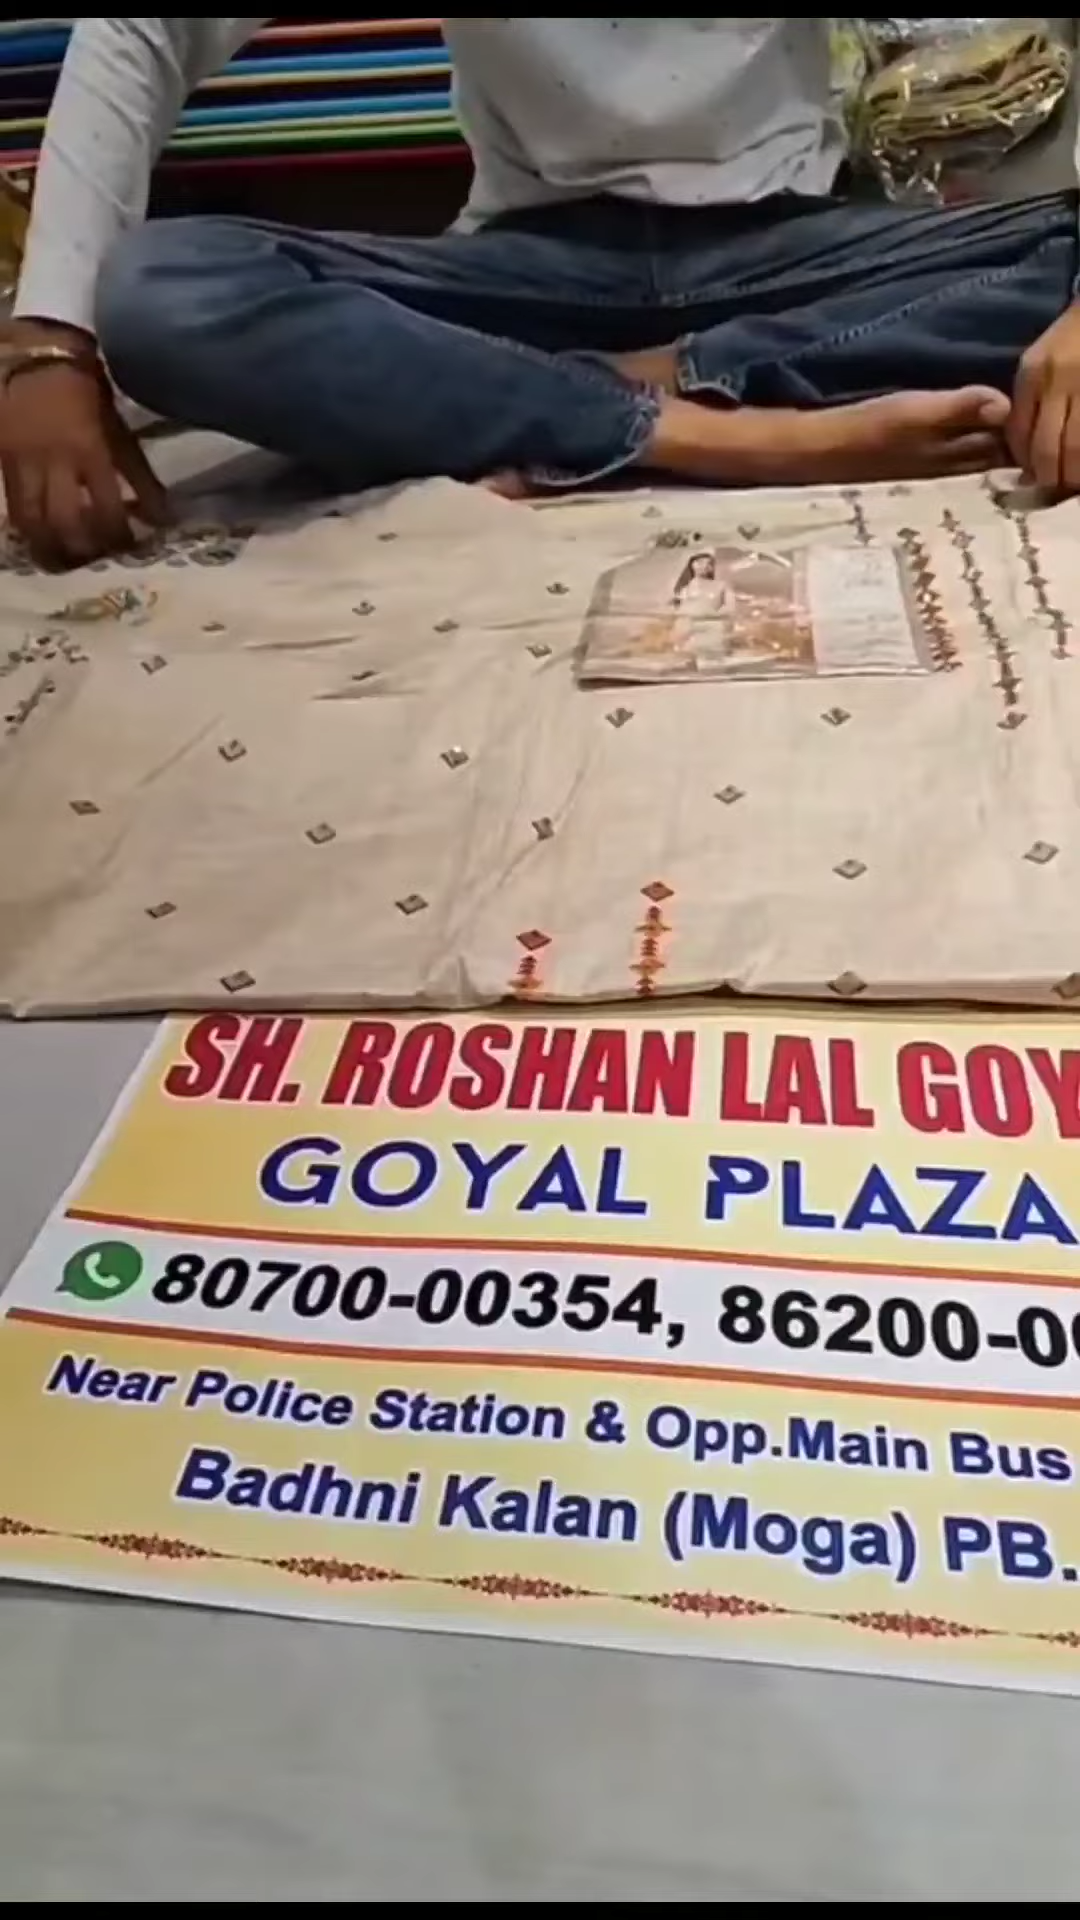 SH. ROSHAN LAL GOY
GOYAL PLAZA
80700-00354, 86200-00
Near Police Station & Opp.Main Bus
Badhni Kalan (Moga) PB.